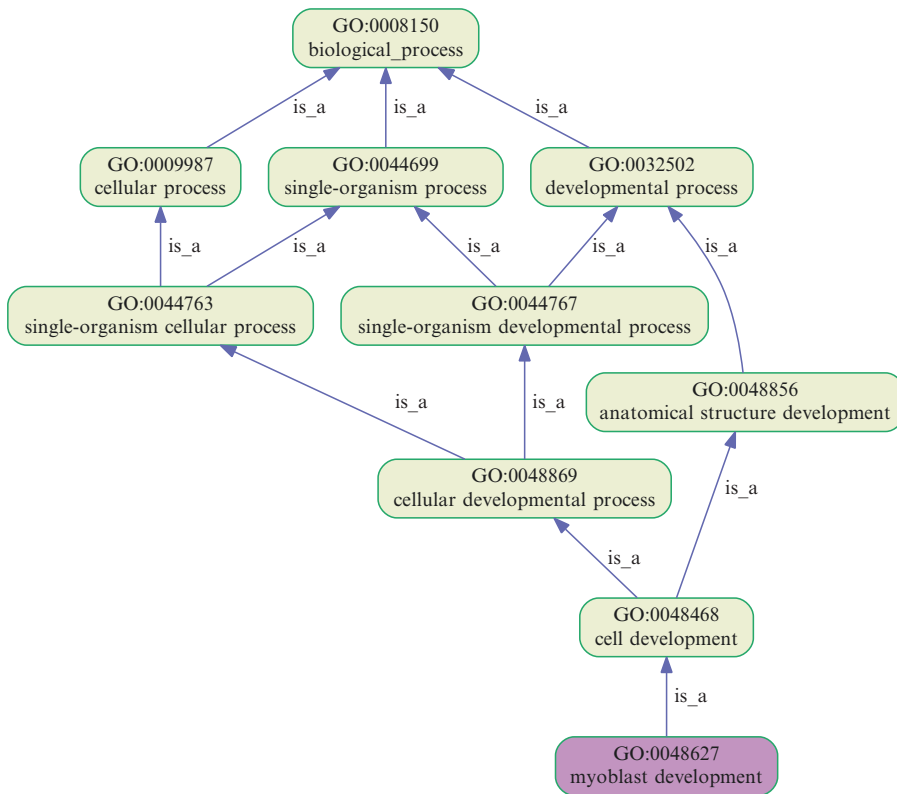 GO:0008150
biological_process
is_a
is_a
is_a
GO:0009987
cellular process
GO:0044699
single-organism process
GO:0032502
developmental process
is_a
is_a
is_a
is_a
is_a
GO:0044763
single-organism cellular process
GO:0044767
single-organism developmental process
GO:0048856
anatomical structure development
is_a
is_a
GO:0048869
cellular developmental process
is_a
is_a
GO:0048468
cell development
is_a
GO:0048627
myoblast development